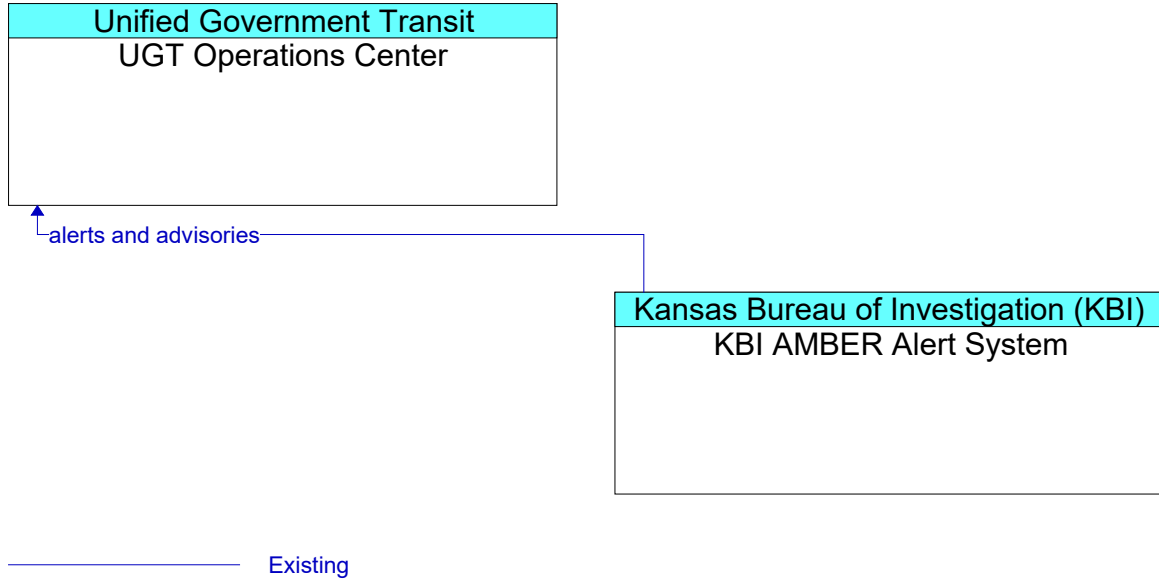 Unified Government Transit
UGT Operations Center
alerts and advisories
Kansas Bureau of Investigation (KBI)
KBI AMBER Alert System
Existing